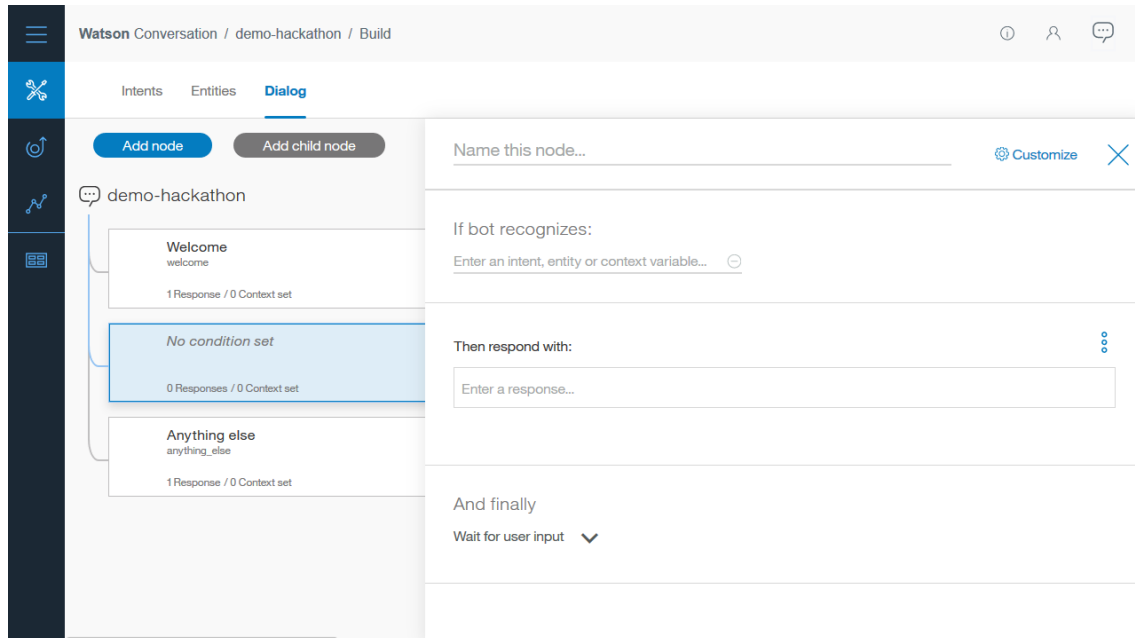 Watson Conversation / demo-hackathon / Build
Intents Entities Dialog
Add node Add child node
demo-hackathon
Welcome
welcome
1 Response / 0 Context set
No condition set
0 Responses / 0 Context set
Anything else
anything_else
1 Response / 0 Context set
Name this node...
Customize
If bot recognizes:
Enter an intent, entity or context variable...
Then respond with:
Enter a response...
And finally
Wait for user input